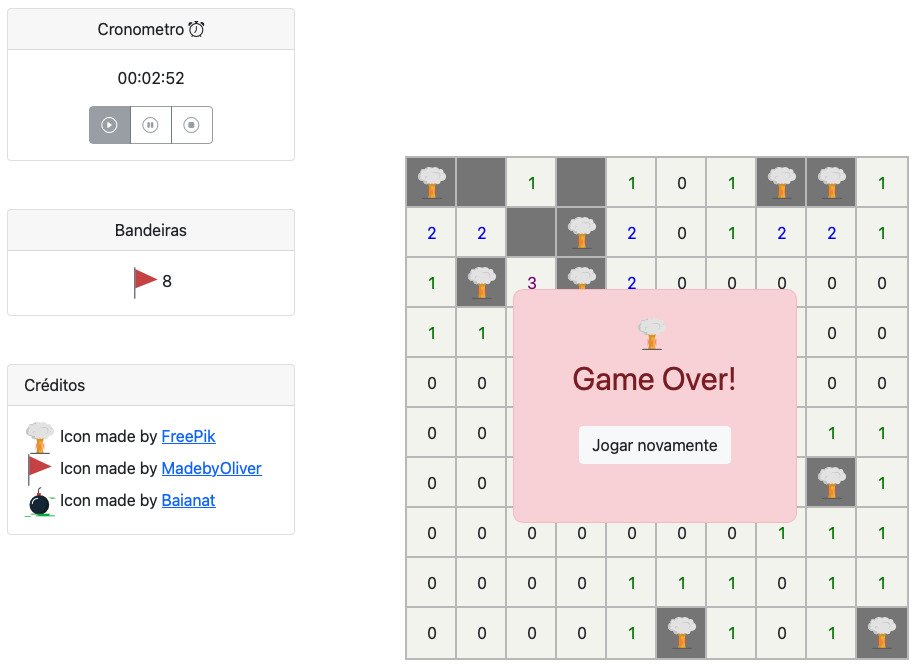 Cronometro
00:02:52
Bandeiras
8
Créditos
Icon made by FreePik
Icon made by MadebyOliver
Icon made by Baianat
1 1 0 1 1
2 2 2 0 1 2 2 1
1 3 2 0 0 0 0 0
1 1 0 0
0 0 0 0
0 0 1 1
0 0 1
0 0 0 0 0 0 0 1 1 1
0 0 0 0 1 1 1 0 1 1
0 0 0 0 1 1 0 1
Game Over!
Jogar novamente